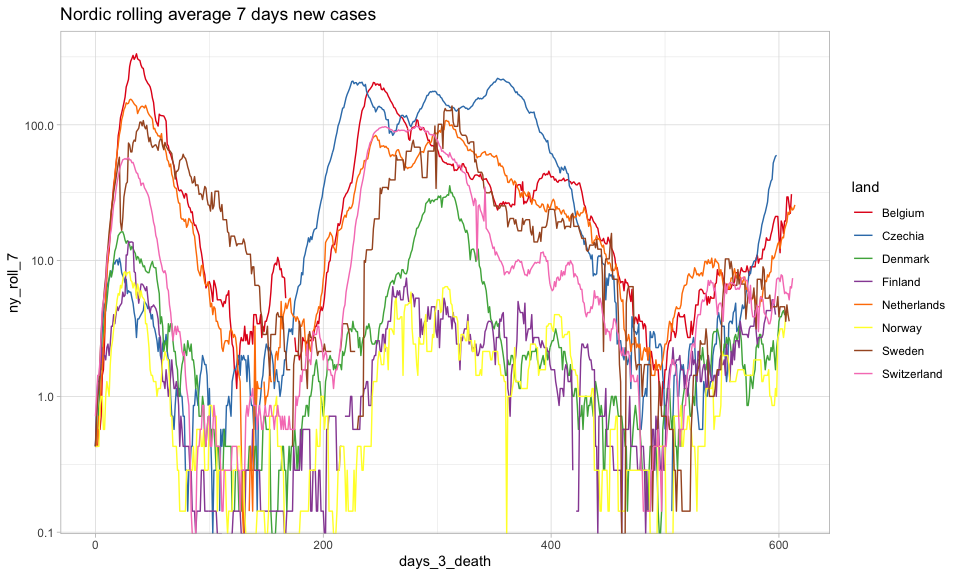 Nordic rolling average 7 days new cases
100.0
10.0
1.0
0.1
ny_roll_7
0 200 400 600
days_3_death
land
Belgium
Czechia
Denmark
Finland
Netherlands
Norway
Sweden
Switzerland